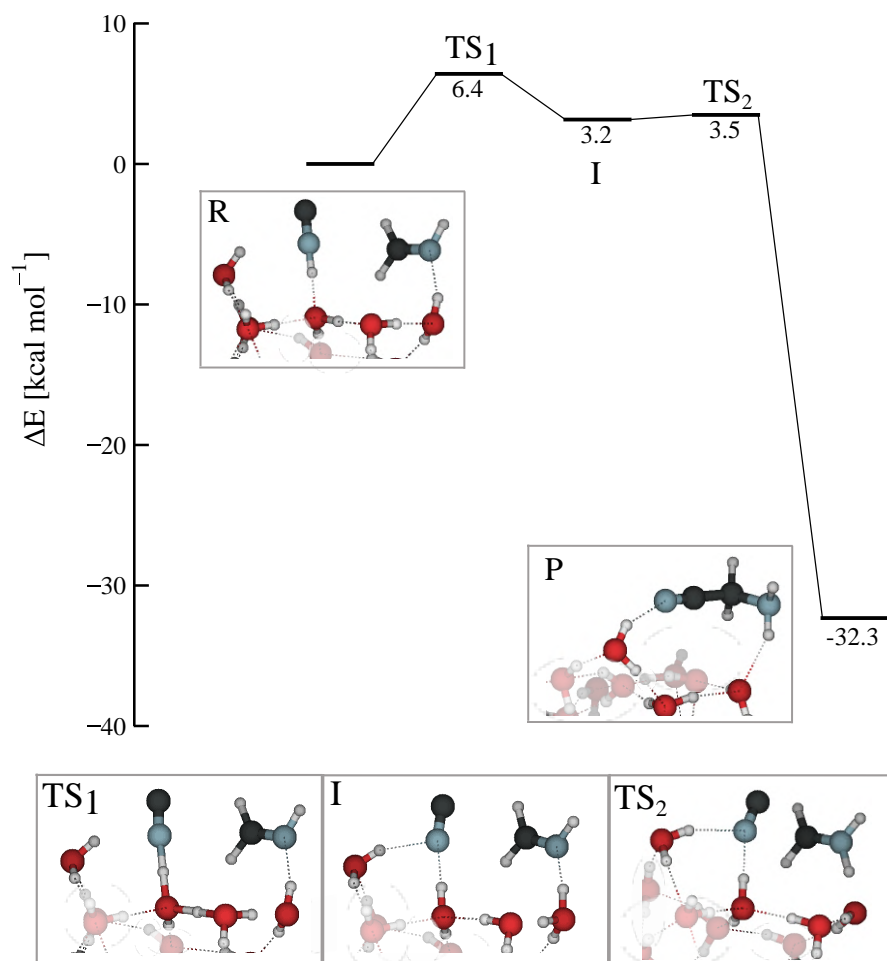 10
TS1
6.4
TS2
3.2
3.5
I
0
R
−10
ΔE [kcal mol−1]
−20
−30
P
-32.3
−40
TS1
I
TS2